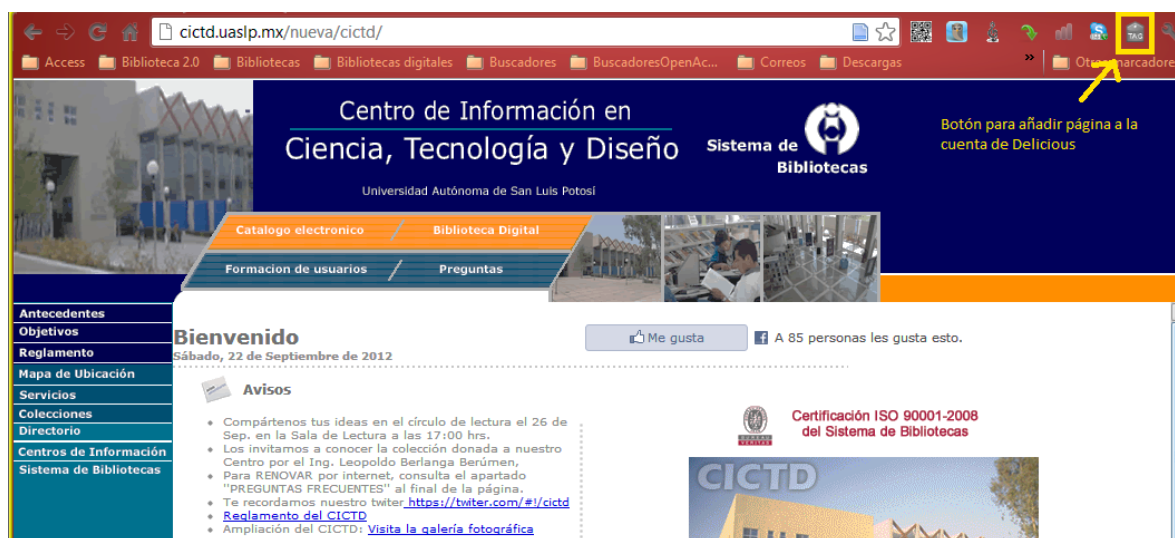 cictd.uaslp.mx/nueva/cictd/
TAG
Access Biblioteca 2.0 Bibliotecas Bibliotecas digitales Buscadores BuscadoresOpenAc... Correos Descargas » Otros marcadore
Centro de Información en
Ciencia, Tecnología y Diseño
Universidad Autónoma de San Luis Potosí
Sistema de
Bibliotecas
Botón para añadir página a la
cuenta de Delicious
Catalogo electronico / Biblioteca Digital
Formacion de usuarios / Preguntas
Antecedentes
Objetivos
Reglamento
Mapa de Ubicación
Servicios
Colecciones
Directorio
Centros de Información
Sistema de Bibliotecas
Bienvenido
Sábado, 22 de Septiembre de 2012
Me gusta
A 85 personas les gusta esto.
Avisos
Compártenos tus ideas en el círculo de lectura el 26 de
Sep. en la Sala de Lectura a las 17:00 hrs.
Los invitamos a conocer la colección donada a nuestro
Centro por el Ing. Leopoldo Berlanga Berúmen,
Para RENOVAR por internet, consulta el apartado
"PREGUNTAS FRECUENTES" al final de la página.
Te recordamos nuestro twiter https://twiter.com/#!/cictd
Reglamento del CICTD
Ampliación del CICTD: Visita la galería fotográfica
Certificación ISO 90001-2008
del Sistema de Bibliotecas
CICTD